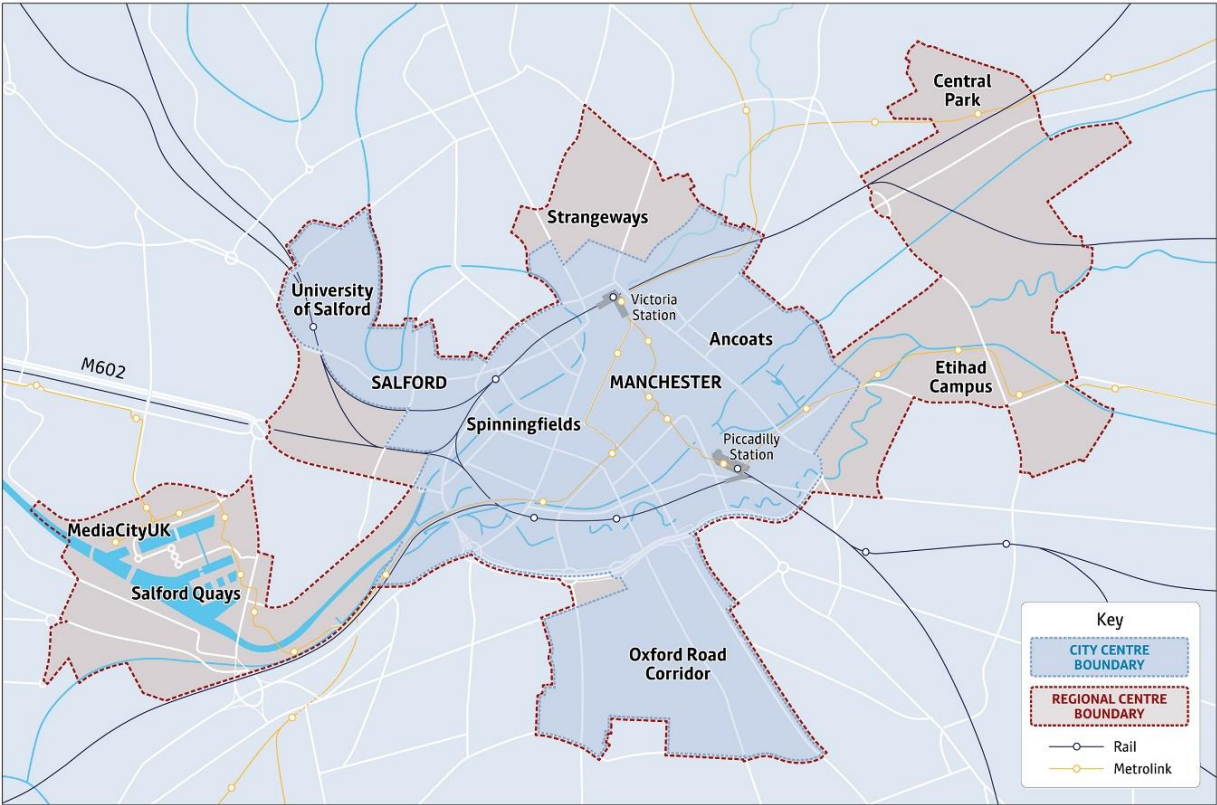 Central
Park
Strangeways
University
of Salford
Victoria
Station
Ancoats
M602
SALFORD
MANCHESTER
Etihad
Campus
Spinningfields
Piccadilly
Station
MediaCityUK
Salford Quays
Oxford Road
Corridor
Key
CITY CENTRE
BOUNDARY
REGIONAL CENTRE
BOUNDARY
Rail
Metrolink